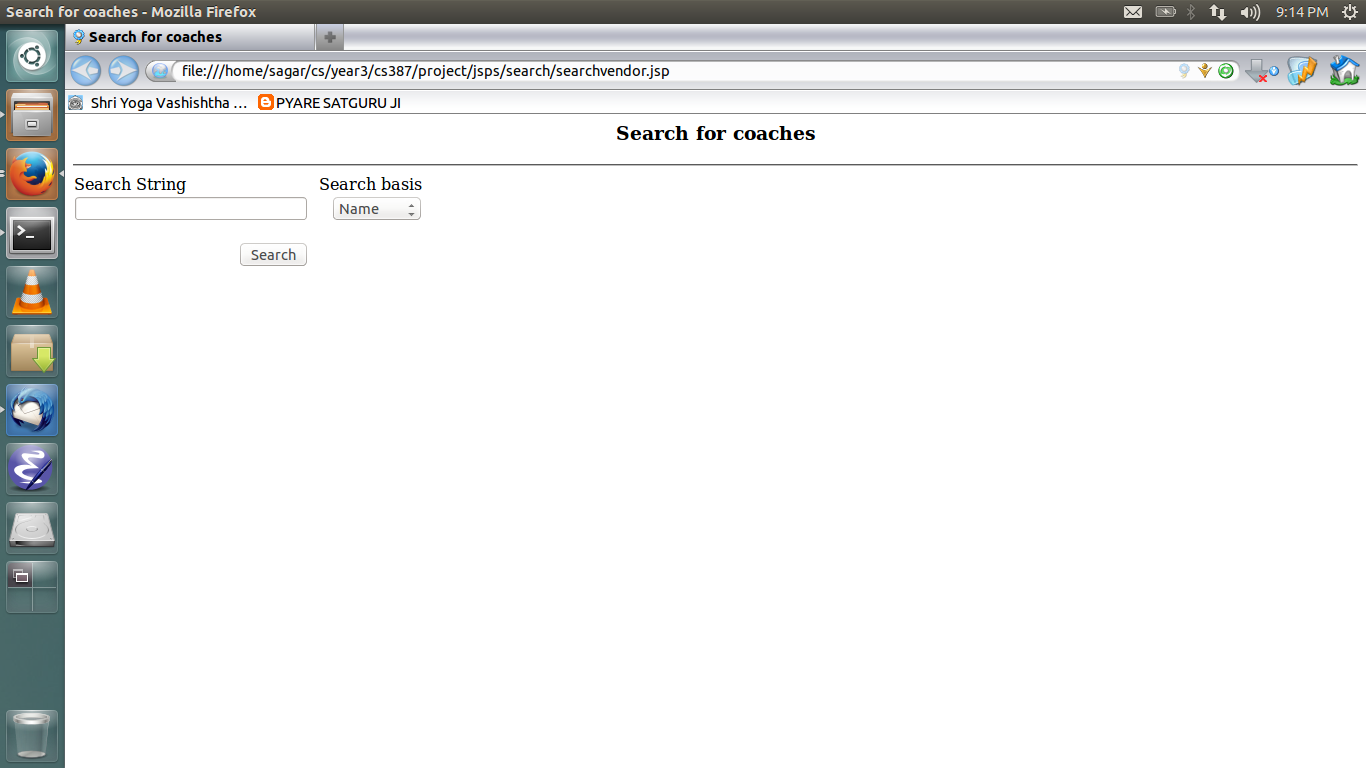 Search for coaches - Mozilla Firefox
9:14 PM
Search for coaches
file:///home/sagar/cs/year3/cs387/project/jsps/search/searchvendor.jsp
Shri Yoga Vashishtha ... PYARE SATGURU JI
Search for coaches
Search String Search basis
Name
Search